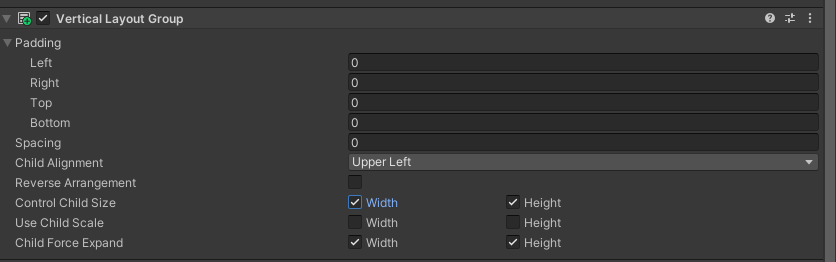 Vertical Layout Group
Padding
Left 0
Right 0
Top 0
Bottom 0
Spacing 0
Child Alignment Upper Left
Reverse Arrangement
Control Child Size Width Height
Use Child Scale Width Height
Child Force Expand Width Height